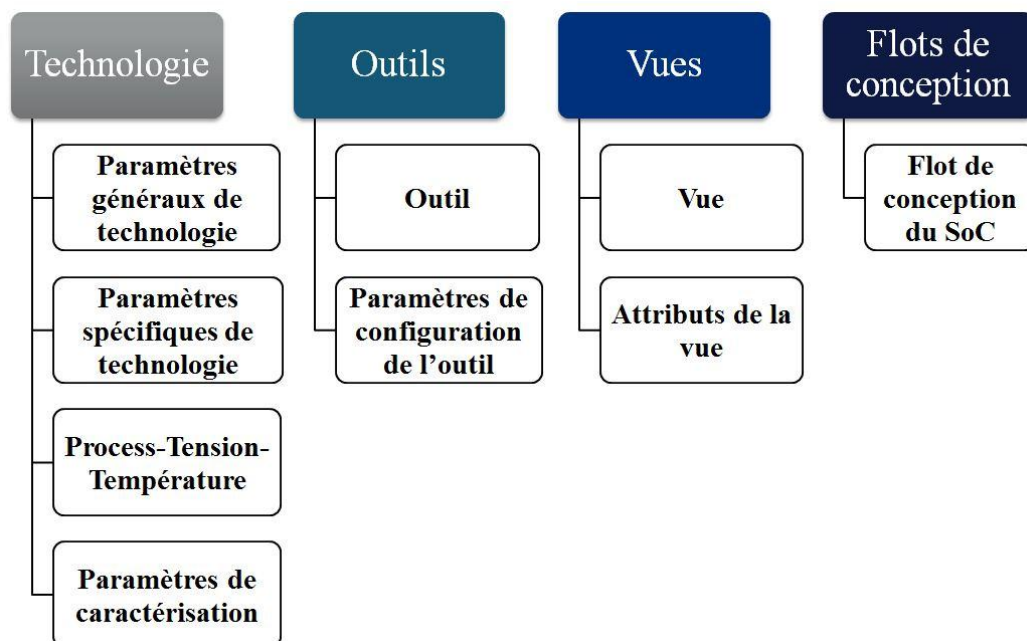 Technologie
Paramètres
généraux de
technologie
Paramètres
spécifiques de
technologie
Process-Tension-
Température
Paramètres de
caractérisation
Outils
Outil
Paramètres de
configuration
de l’outil
Vues
Vue
Attributs de la
vue
Flots de
conception
Flot de
conception
du SoC